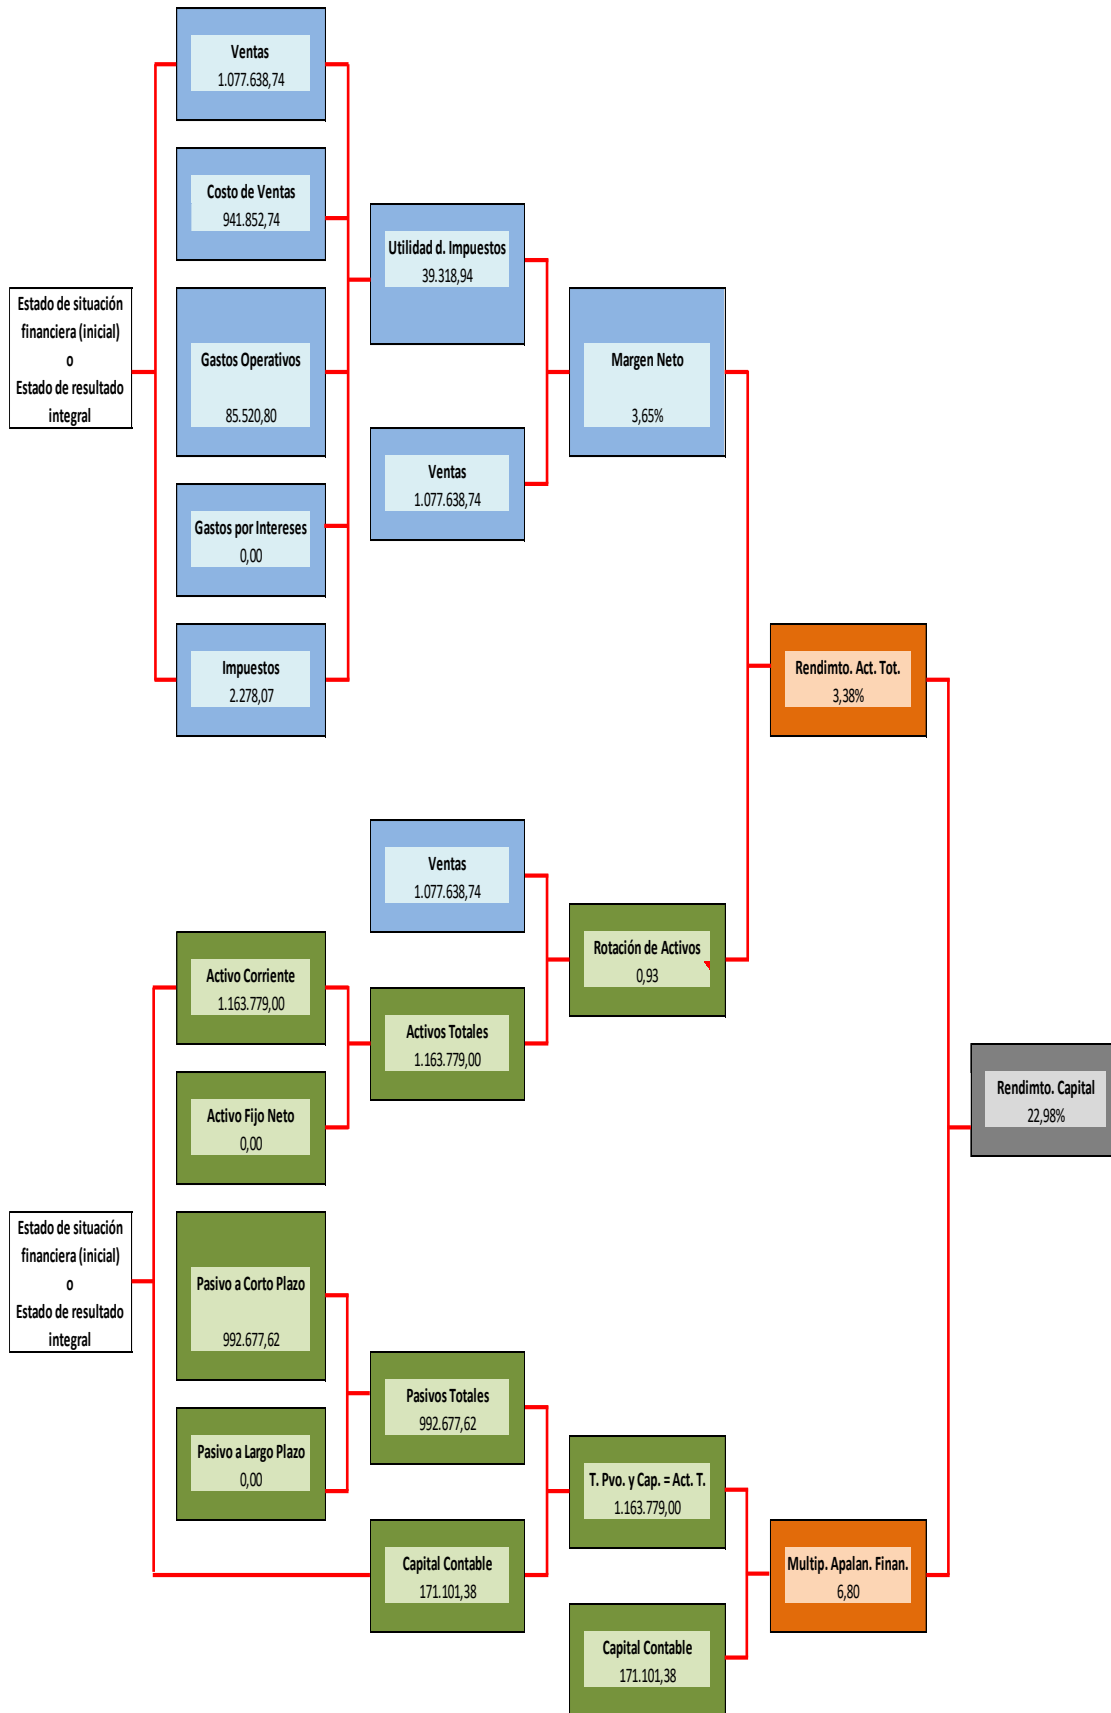 Ventas
1.077.638,74
Costo de Ventas
941.852,74
Utilidad d. Impuestos
39.318,94
Estado de situación
financiera (inicial)
o
Estado de resultado
integral
Gastos Operativos
85.520,80
Margen Neto
3,65%
Ventas
1.077.638,74
Gastos por Intereses
0,00
Impuestos
2.278,07
Rendimto. Act. Tot.
3,38%
Ventas
1.077.638,74
Rotación de Activos
0,93
Activo Corriente
1.163.779,00
Activos Totales
1.163.779,00
Rendimto. Capital
22,98%
Activo Fijo Neto
0,00
Estado de situación
financiera (inicial)
o
Estado de resultado
integral
Pasivo a Corto Plazo
992.677,62
Pasivos Totales
992.677,62
Pasivo a Largo Plazo
0,00
T. Pvo. y Cap. = Act. T.
1.163.779,00
Capital Contable
171.101,38
Multip. Apalan. Finan.
6,80
Capital Contable
171.101,38